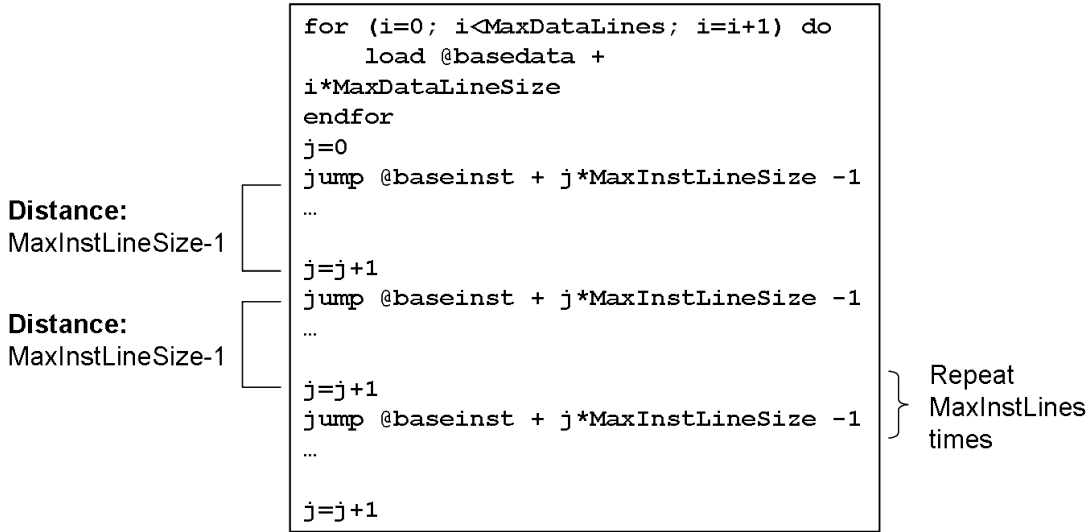 for (i=0; i<MaxDataLines; i=i+1) do
load @basedata +
i*MaxDataLineSize
endfor
j=0
jump @baseinst + j*MaxInstLineSize -1
…
j=j+1
jump @baseinst + j*MaxInstLineSize -1
…
j=j+1
jump @baseinst + j*MaxInstLineSize -1
…
j=j+1
Distance:
MaxInstLineSize-1
Distance:
MaxInstLineSize-1
Repeat
MaxInstLines
times